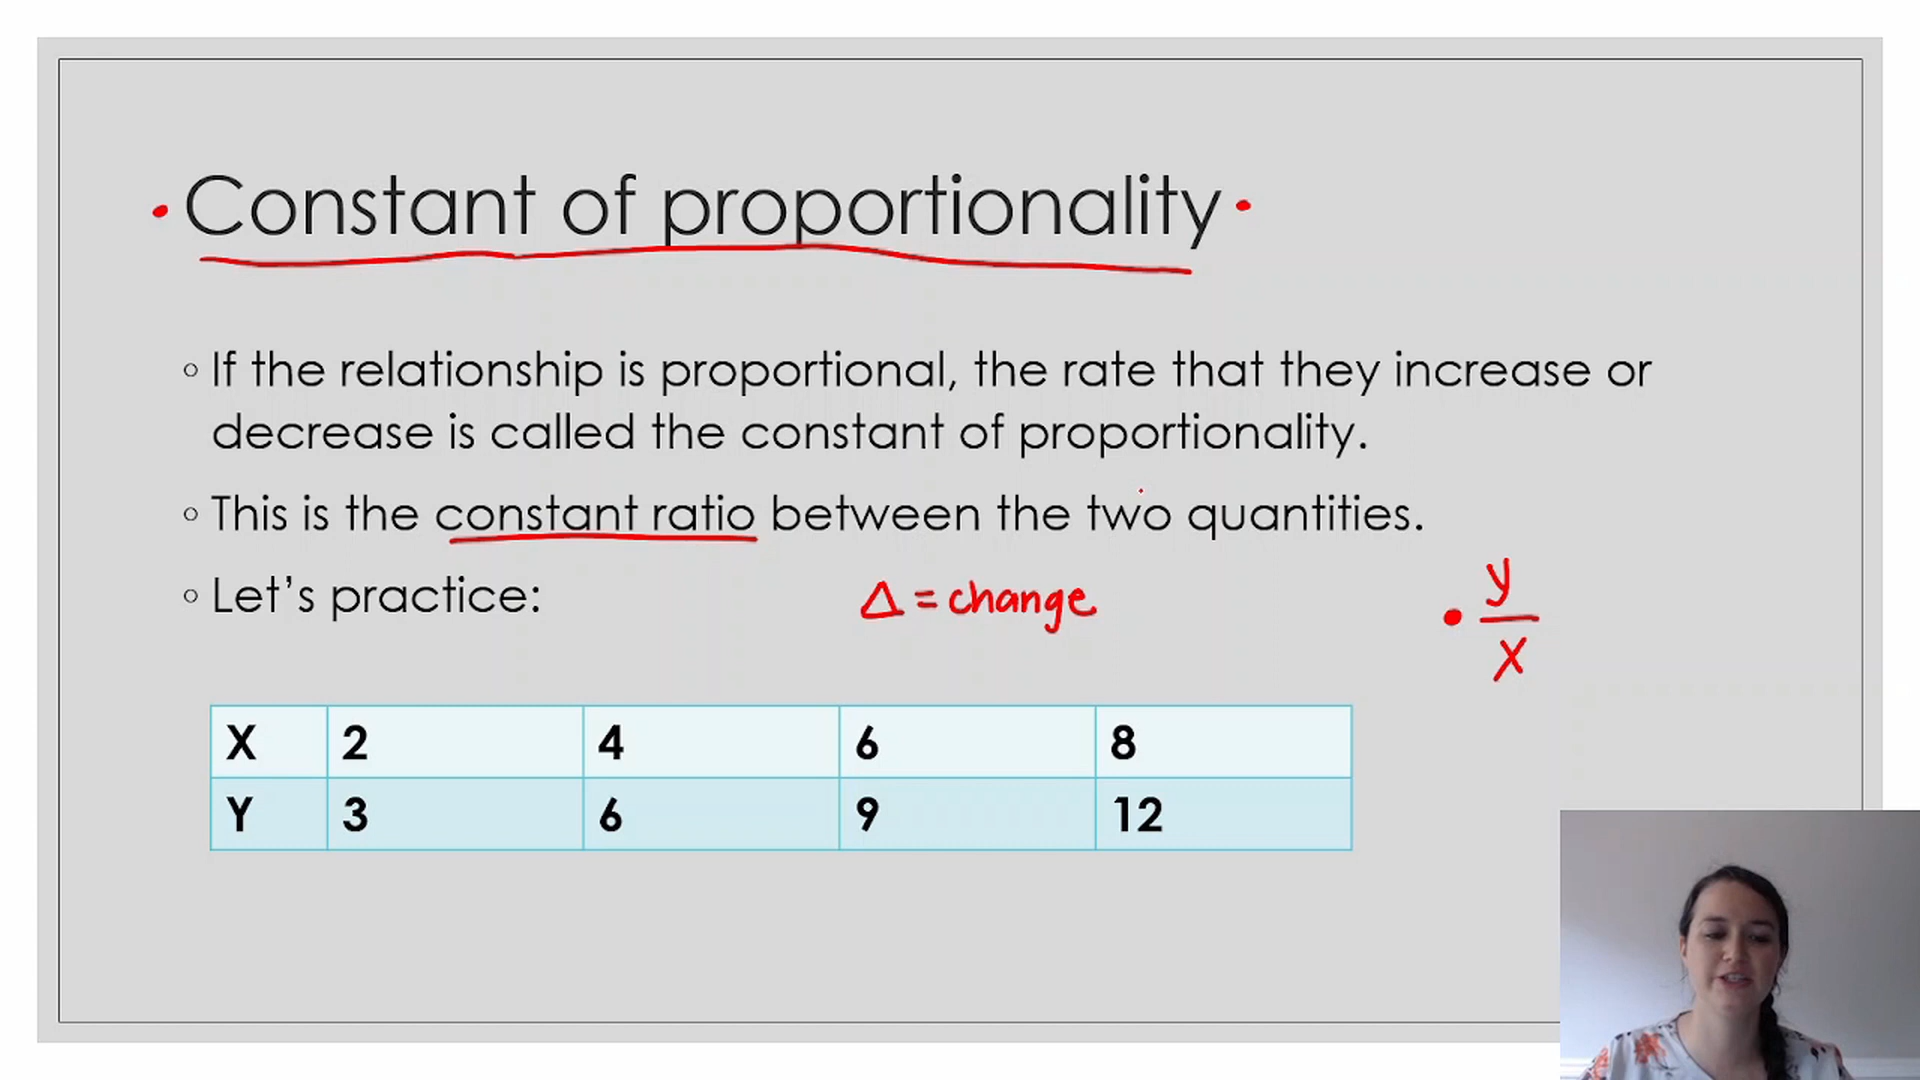 Constant of proportionality
If the relationship is proportional, the rate that they increase or
decrease is called the constant of proportionality.
This is the constant ratio between the two quantities.
Let's practice:
Δ = change
y
x
X 2 4 6 8
Y 3 6 9 12